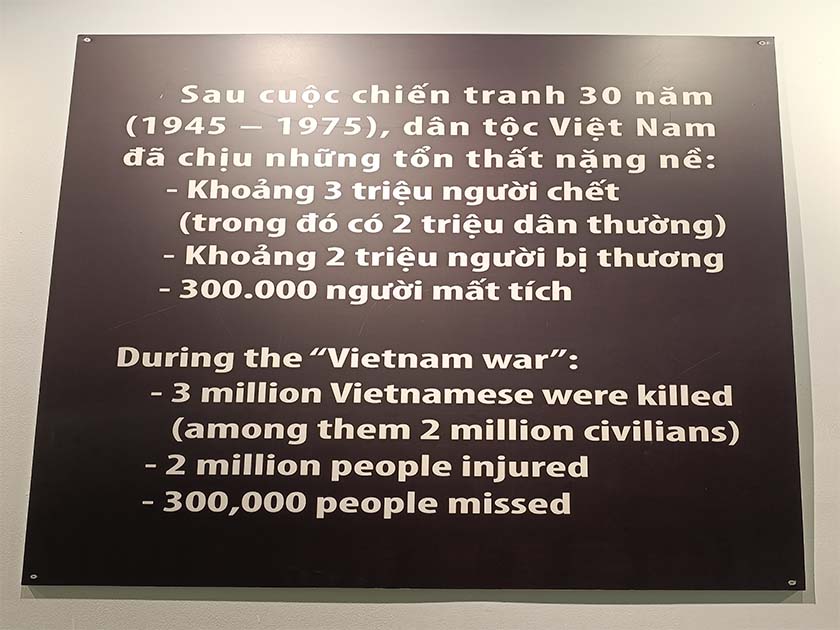 Sau cuộc chiến tranh 30 năm
(1945 – 1975), dân tộc Việt Nam
đã chịu những tổn thất nặng nề:
- Khoảng 3 triệu người chết
(trong đó có 2 triệu dân thường)
- Khoảng 2 triệu người bị thương
- 300.000 người mất tích
During the “Vietnam war”:
- 3 million Vietnamese were killed
(among them 2 million civilians)
- 2 million people injured
- 300,000 people missed